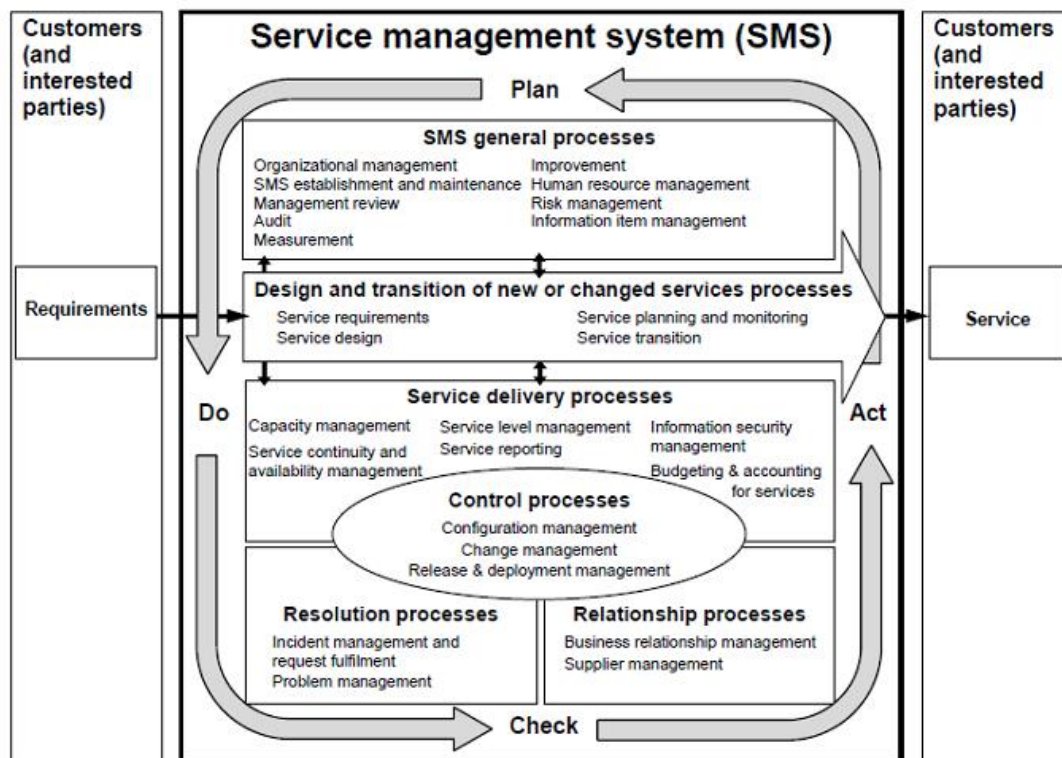 Customers
(and
interested
parties)
Requirements
Service management system (SMS)
Plan
SMS general processes
Organizational management
SMS establishment and maintenance
Management review
Audit
Measurement
Improvement
Human resource management
Risk management
Information item management
Design and transition of new or changed services processes
Service requirements
Service design
Service planning and monitoring
Service transition
Do
Act
Service delivery processes
Capacity management
Service continuity and
availability management
Service level management
Service reporting
Information security
management
Budgeting & accounting
for services
Control processes
Configuration management
Change management
Release & deployment management
Resolution processes
Incident management and
request fulfilment
Problem management
Relationship processes
Business relationship management
Supplier management
Check
Customers
(and
interested
parties)
Service